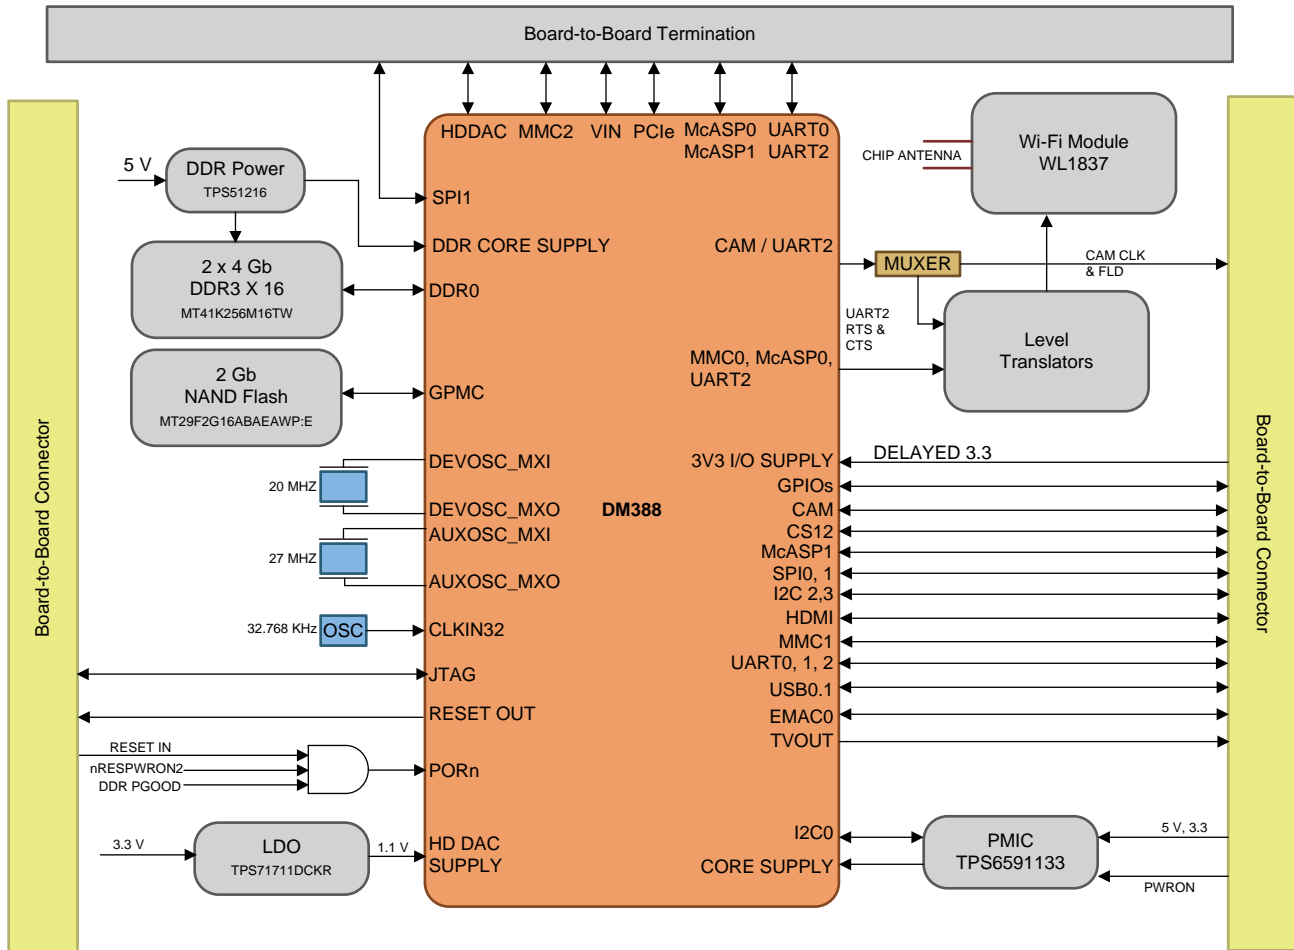 Board-to-Board Termination
HDDAC MMC2 VIN PCIe McASP0 UART0
McASP1 UART2
Board-to-Board Connector
5 V
DDR Power
TPS51216
SPI1
DDR CORE SUPPLY
2 x 4 Gb
DDR3 X 16
MT41K256M16TW
DDR0
2 Gb
NAND Flash
MT29F2G16ABAEAWP:E
GPMC
DEVOSC_MXI
20 MHZ
DEVOSC_MXO
AUXOSC_MXI
27 MHZ
AUXOSC_MXO
32.768 KHz
OSC
CLKIN32
JTAG
RESET OUT
RESET IN
nRESPWRON2
DDR PGOOD
PORn
3.3 V
LDO
TPS71711DCKR
1.1 V
HD DAC
SUPPLY
DM388
CHIP ANTENNA
Wi-Fi Module
WL1837
CAM / UART2
MUXER
CAM CLK
& FLD
UART2
RTS &
CTS
Level
Translators
MMC0, McASP0,
UART2
3V3 I/O SUPPLY
DELAYED 3.3
GPIOs
CAM
CS12
McASP1
SPI0, 1
I2C 2,3
HDMI
MMC1
UART0, 1, 2
USB0.1
EMAC0
TVOUT
I2C0
CORE SUPPLY
PMIC
TPS6591133
5 V, 3.3
PWRON
Board-to-Board Connector